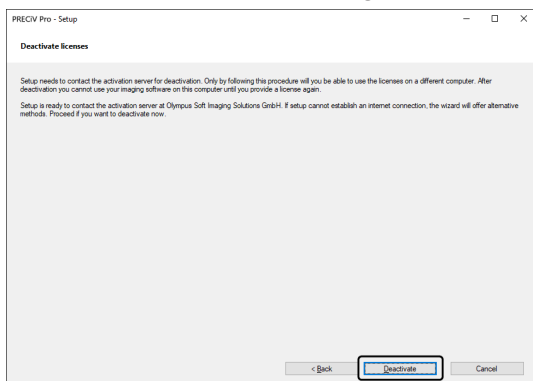 PRECiV Pro - Setup
Deactivate licenses
Setup needs to contact the activation server for deactivation. Only by following this procedure will you be able to use the licenses on a different computer. After
deactivation you cannot use your imaging software on this computer until you provide a license again.
Setup is ready to contact the activation server at Olympus Soft Imaging Solutions GmbH. If setup cannot establish an internet connection, the wizard will offer alternative
methods. Proceed if you want to deactivate now.
< Back Deactivate Cancel